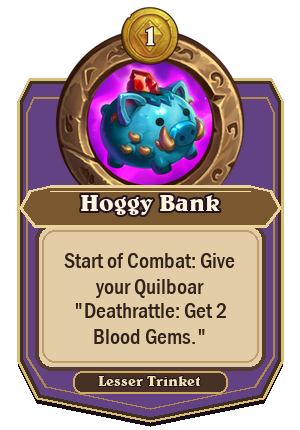 1
Hoggy Bank
Start of Combat: Give
your Quilboar
"Deathrattle: Get 2
Blood Gems."
Lesser Trinket